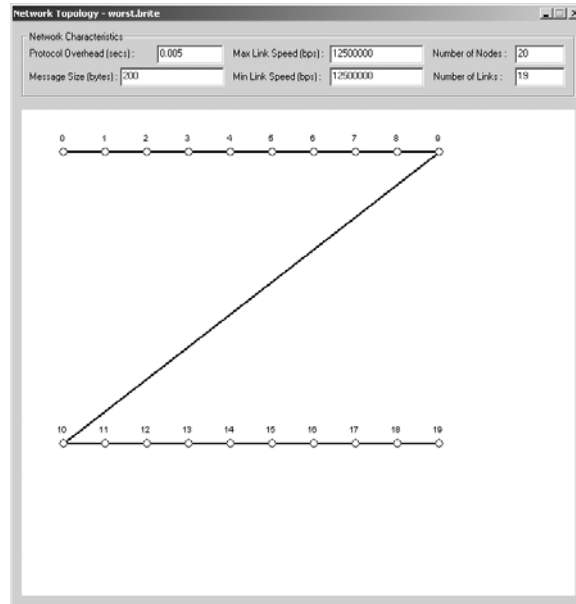 Network Topology - worst.brite
Network Characteristics
Protocol Overhead (secs) : 0.005 Max Link Speed (bps) : 12500000 Number of Nodes : 20
Message Size (bytes) : 200 Min Link Speed (bps) : 12500000 Number of Links : 19
0 1 2 3 4 5 6 7 8 9
10 11 12 13 14 15 16 17 18 19